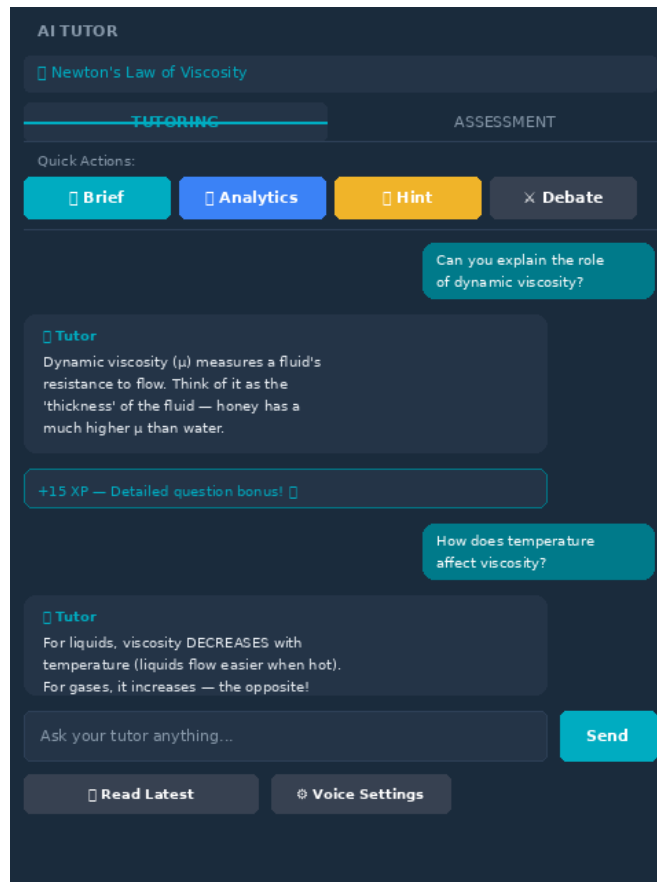 AI TUTOR
▯ Newton's Law of Viscosity
TUTORING
ASSESSMENT
Quick Actions:
▯ Brief
▯ Analytics
▯ Hint
⚔ Debate
Can you explain the role
of dynamic viscosity?
▯ Tutor
Dynamic viscosity (μ) measures a fluid's
resistance to flow. Think of it as the
'thickness' of the fluid — honey has a
much higher μ than water.
+15 XP — Detailed question bonus! ▯
How does temperature
affect viscosity?
▯ Tutor
For liquids, viscosity DECREASES with
temperature (liquids flow easier when hot).
For gases, it increases — the opposite!
Ask your tutor anything...
Send
▯ Read Latest
⚙ Voice Settings